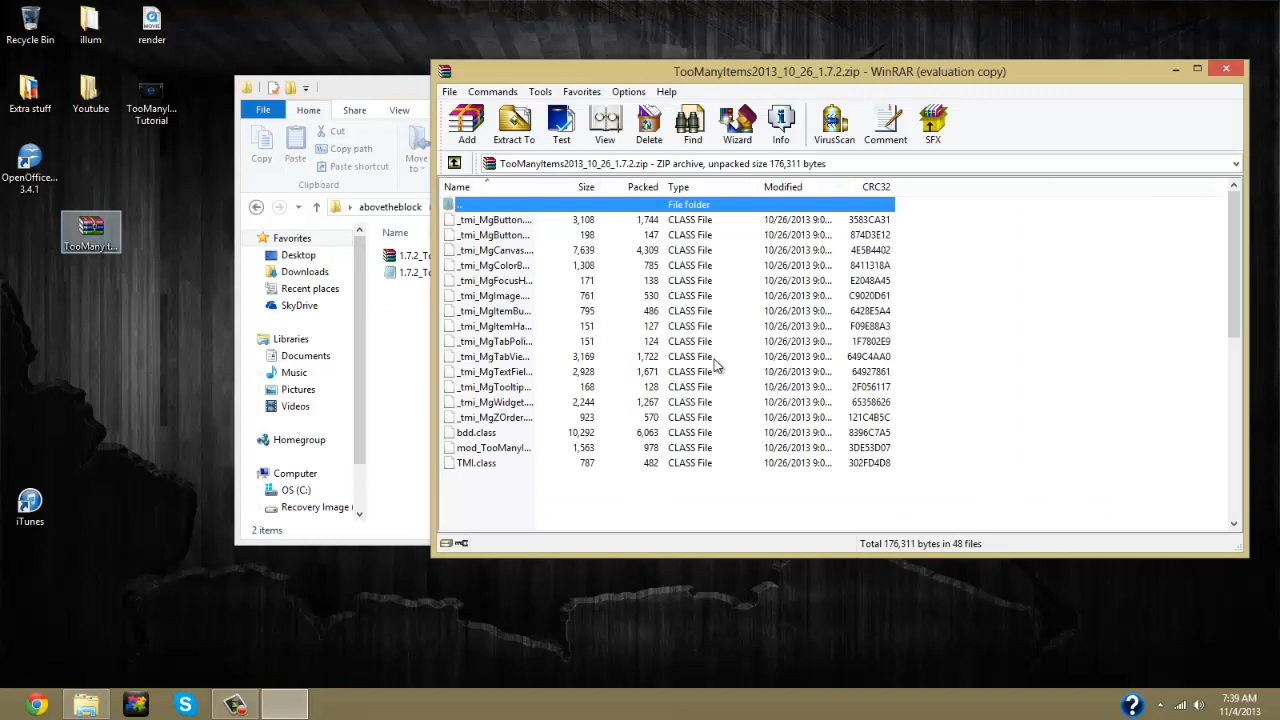 Recycle Bin
illum
render
Extra stuff
Youtube
TooManyI...
Tutorial
OpenOffice...
3.4.1
TooManyIt...
iTunes
File
Home
Share
View
Copy
Paste
Cut
Copy path
Paste shortcut
Move
to
Clipboard
abovetheblock
Favorites
Desktop
Downloads
Recent places
SkyDrive
Libraries
Documents
Music
Pictures
Videos
Homegroup
Computer
OS (C:)
Recovery Image (
Name
1.7.2_To
1.7.2_To
2 items
TooManyItems2013_10_26_1.7.2.zip - WinRAR (evaluation copy)
File Commands Tools Favorites Options Help
Add Extract To Test View Delete Find Wizard Info VirusScan Comment SFX
TooManyItems2013_10_26_1.7.2.zip - ZIP archive, unpacked size 176,311 bytes
Name Size Packed Type Modified CRC32
.. File folder
_tmi_MgButton.... 3,108 1,744 CLASS File 10/26/2013 9:0... 3583CA31
_tmi_MgButton... 198 147 CLASS File 10/26/2013 9:0... 874D3E12
_tmi_MgCanvas.... 7,639 4,309 CLASS File 10/26/2013 9:0... 4E5B4402
_tmi_MgColorB... 1,308 785 CLASS File 10/26/2013 9:0... 8411318A
_tmi_MgFocusH... 171 138 CLASS File 10/26/2013 9:0... E2048A45
_tmi_MgImage.... 761 530 CLASS File 10/26/2013 9:0... C9020D61
_tmi_MgItemBu... 795 486 CLASS File 10/26/2013 9:0... 6428E5A4
_tmi_MgItemHa... 151 127 CLASS File 10/26/2013 9:0... F09E88A3
_tmi_MgTabPoli... 151 124 CLASS File 10/26/2013 9:0... 1F7802E9
_tmi_MgTabVie... 3,169 1,722 CLASS File 10/26/2013 9:0... 649C4AA0
_tmi_MgTextFiel... 2,928 1,671 CLASS File 10/26/2013 9:0... 64927861
_tmi_MgTooltip... 168 128 CLASS File 10/26/2013 9:0... 2F056117
_tmi_MgWidget.... 2,244 1,267 CLASS File 10/26/2013 9:0... 65358626
_tmi_MgZOrder.... 923 570 CLASS File 10/26/2013 9:0... 121C4B5C
bdd.class 10,292 6,063 CLASS File 10/26/2013 9:0... 8396C7A5
mod_TooManyI... 1,563 978 CLASS File 10/26/2013 9:0... 3DE53D07
TMI.class 787 482 CLASS File 10/26/2013 9:0... 302FD4D8
Total 176,311 bytes in 48 files
7:39 AM
11/4/2013